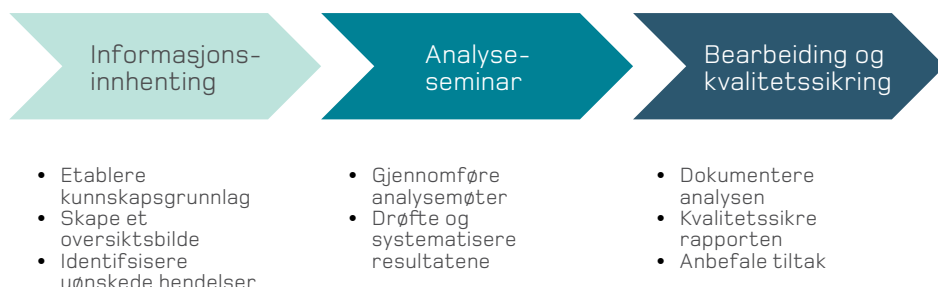 Informasjons-
innhenting
Analyse-
seminar
Bearbeiding og
kvalitetssikring
• Etablere
kunnskapsgrunnlag
• Skape et
oversiktsbilde
• Identifsisere
uønskede hendelser
• Gjennomføre
analysemøter
• Drøfte og
systematisere
resultatene
• Dokumentere
analysen
• Kvalitetssikre
rapporten
• Anbefale tiltak